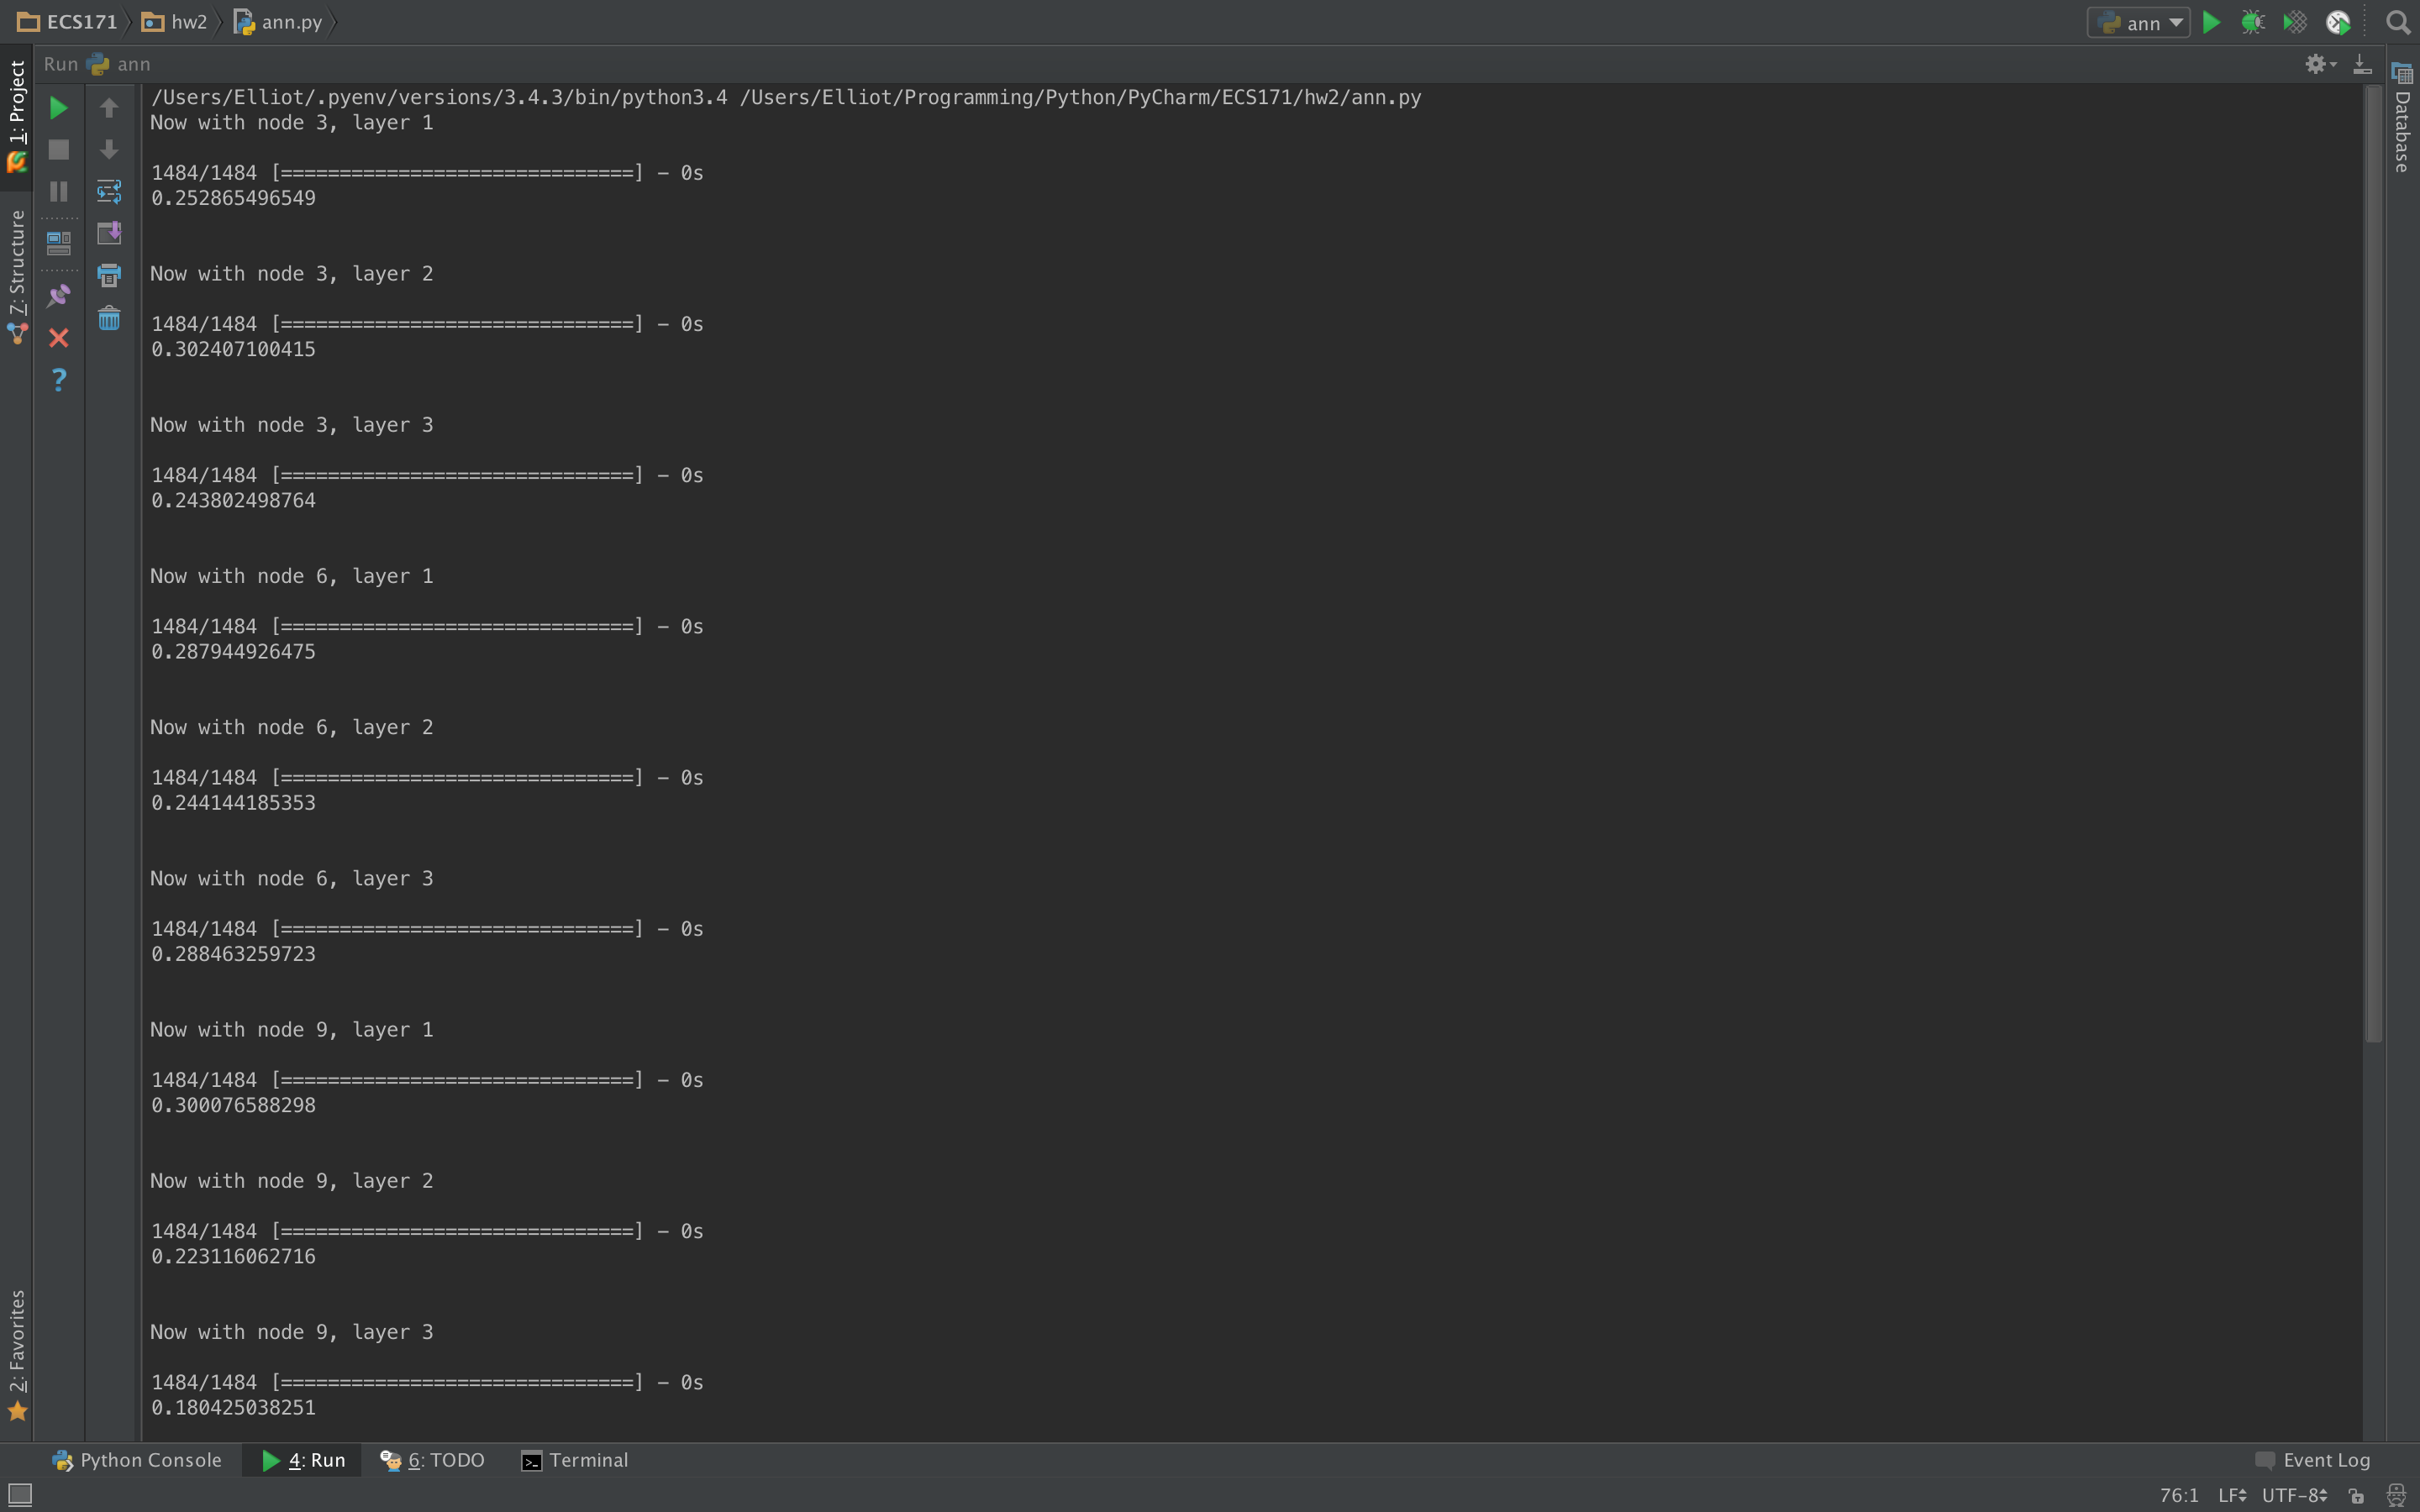 ECS171 hw2 ann.py ann
Run ann
1: Project
7: Structure
2: Favorites
Database
/Users/Elliot/.pyenv/versions/3.4.3/bin/python3.4 /Users/Elliot/Programming/Python/PyCharm/ECS171/hw2/ann.py
Now with node 3, layer 1
1484/1484 [==============================] - 0s
0.252865496549
Now with node 3, layer 2
1484/1484 [==============================] - 0s
0.302407100415
Now with node 3, layer 3
1484/1484 [==============================] - 0s
0.243802498764
Now with node 6, layer 1
1484/1484 [==============================] - 0s
0.287944926475
Now with node 6, layer 2
1484/1484 [==============================] - 0s
0.244144185353
Now with node 6, layer 3
1484/1484 [==============================] - 0s
0.288463259723
Now with node 9, layer 1
1484/1484 [==============================] - 0s
0.300076588298
Now with node 9, layer 2
1484/1484 [==============================] - 0s
0.223116062716
Now with node 9, layer 3
1484/1484 [==============================] - 0s
0.180425038251
Python Console 4: Run 6: TODO Terminal Event Log
76:1 LF UTF-8